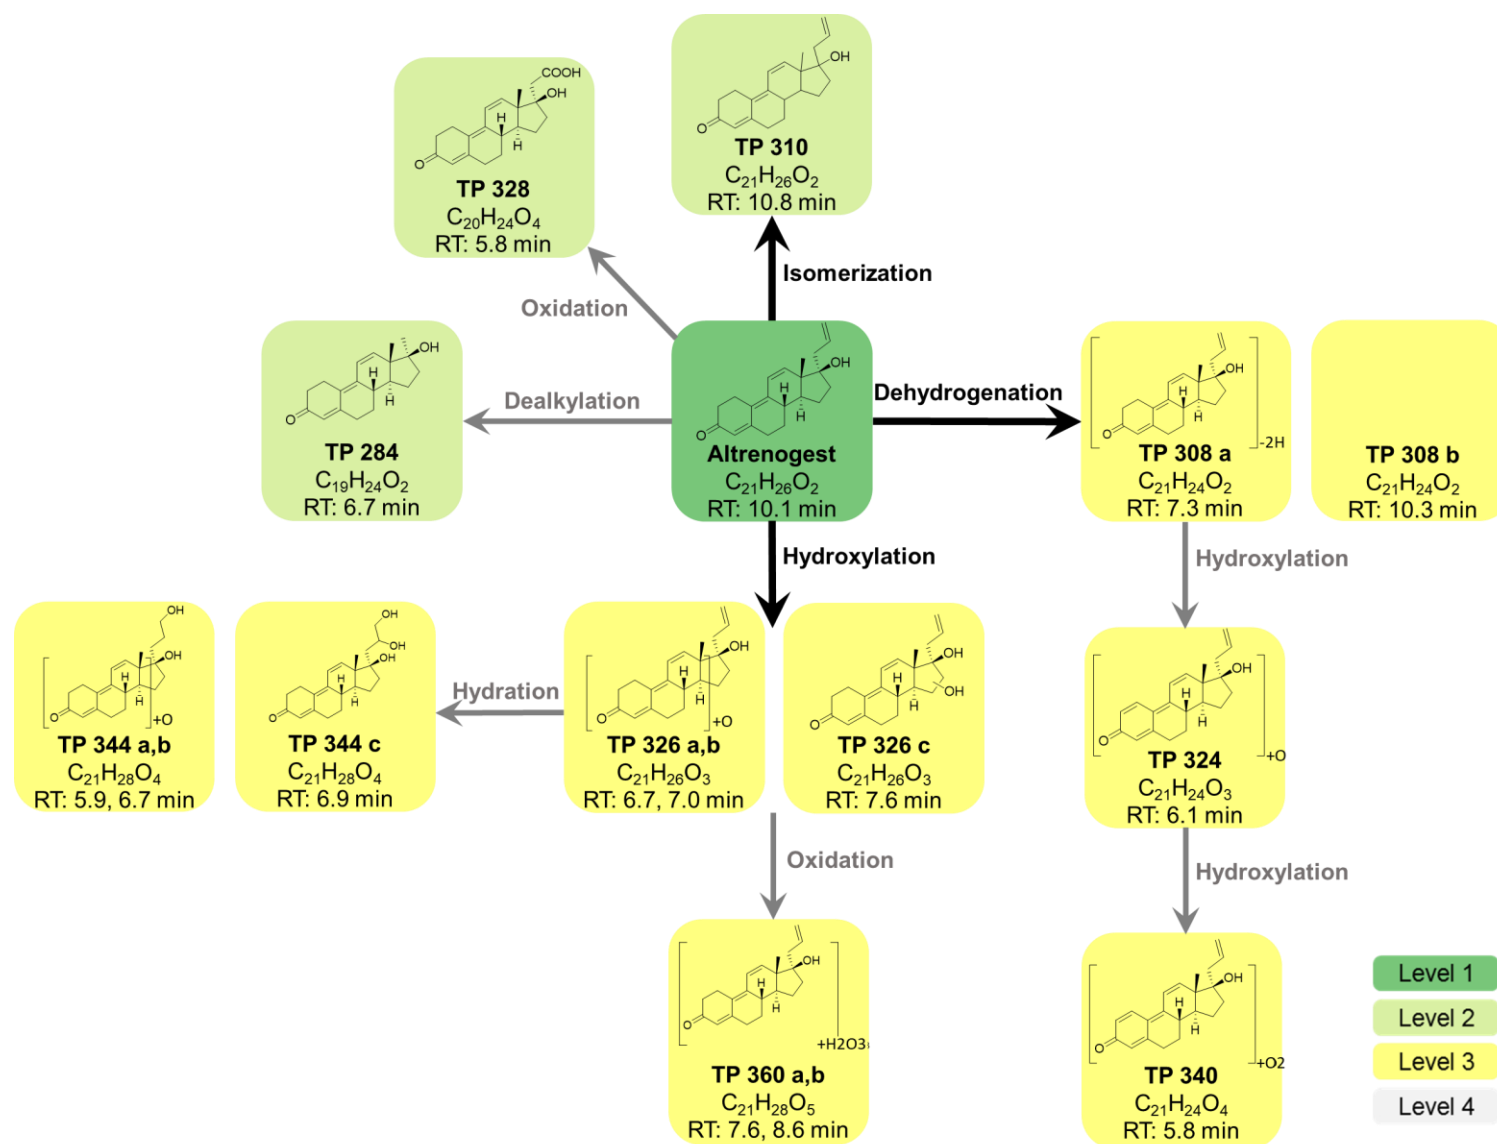 OH
O
TP 310
C21H26O2
RT: 10.8 min
COOH
OH
H
H
O
TP 328
C20H24O4
RT: 5.8 min
Isomerization
Oxidation
OH
H
H
O
TP 284
C19H24O2
RT: 6.7 min
Dealkylation
OH
H
H
O
Altrenogest
C21H26O2
RT: 10.1 min
Dehydrogenation
OH
H
H
O
-2H
TP 308 a
C21H24O2
RT: 7.3 min
TP 308 b
C21H24O2
RT: 10.3 min
Hydroxylation
Hydroxylation
OH
OH
H
H
O
+O
TP 344 a,b
C21H28O4
RT: 5.9, 6.7 min
OH
OH
OH
H
H
O
TP 344 c
C21H28O4
RT: 6.9 min
Hydration
OH
H
H
O
+O
TP 326 a,b
C21H26O3
RT: 6.7, 7.0 min
OH
H
OH
H
O
TP 326 c
C21H26O3
RT: 7.6 min
OH
H
H
O
+O
TP 324
C21H24O3
RT: 6.1 min
Oxidation
Hydroxylation
OH
H
H
O
+H2O3
TP 360 a,b
C21H28O5
RT: 7.6, 8.6 min
OH
H
H
O
+O2
TP 340
C21H24O4
RT: 5.8 min
Level 1
Level 2
Level 3
Level 4